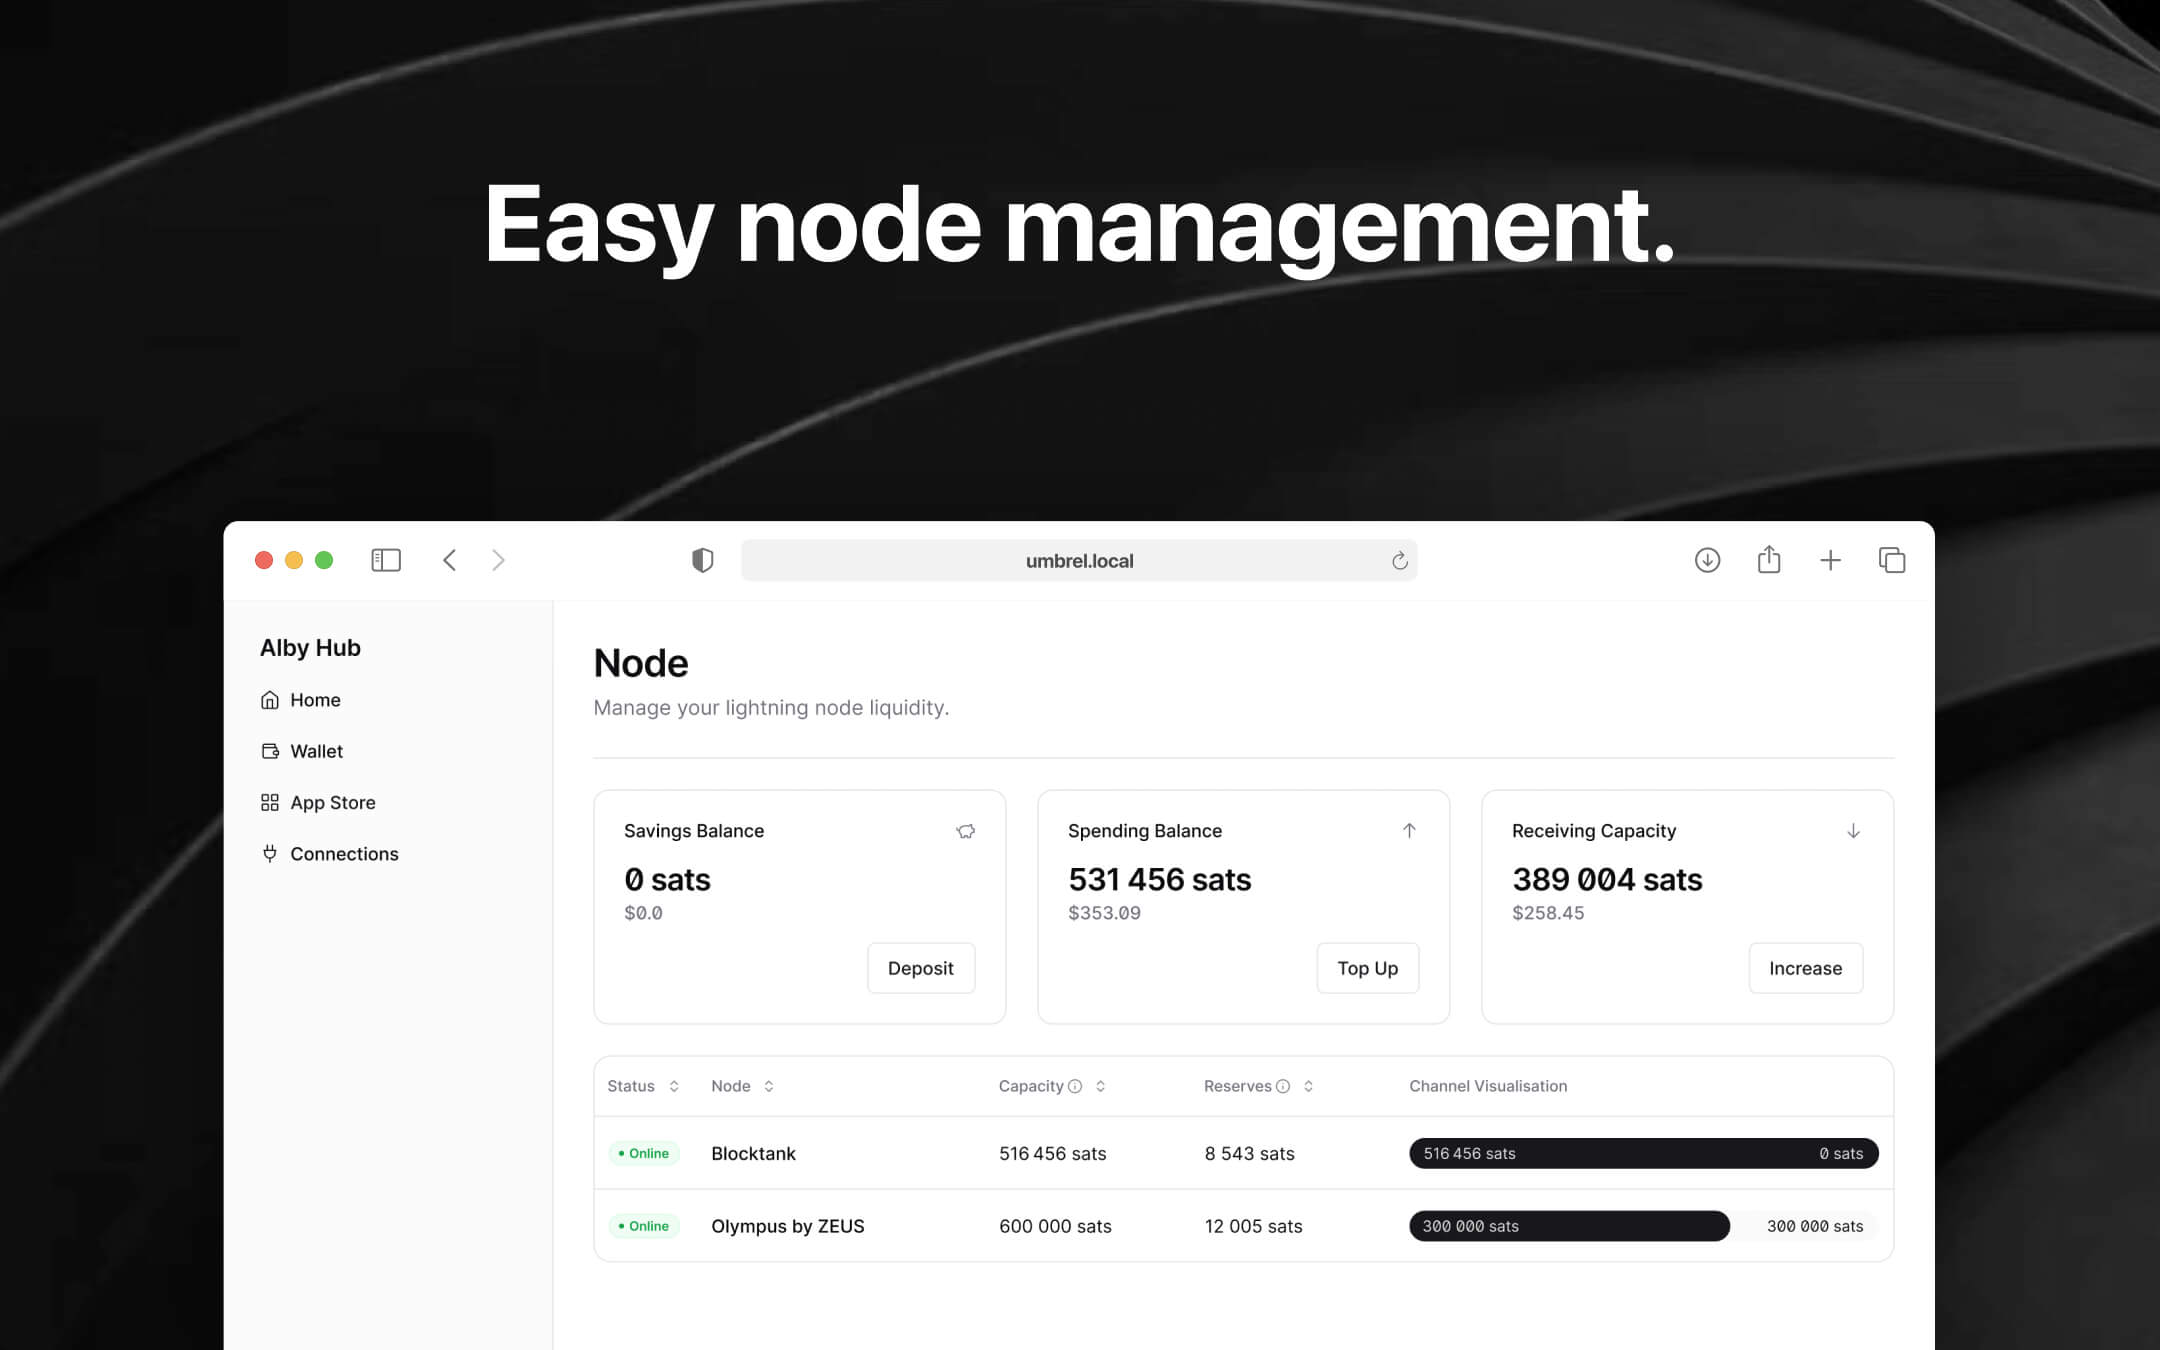 Easy node management.
umbrel.local
Alby Hub
Home
Wallet
App Store
Connections
Node
Manage your lightning node liquidity.
Savings Balance
0 sats
$0.0
Deposit
Spending Balance
531 456 sats
$353.09
Top Up
Receiving Capacity
389 004 sats
$258.45
Increase
Status Node Capacity Reserves Channel Visualisation
Online Blocktank 516 456 sats 8 543 sats 516 456 sats 0 sats
Online Olympus by ZEUS 600 000 sats 12 005 sats 300 000 sats 300 000 sats